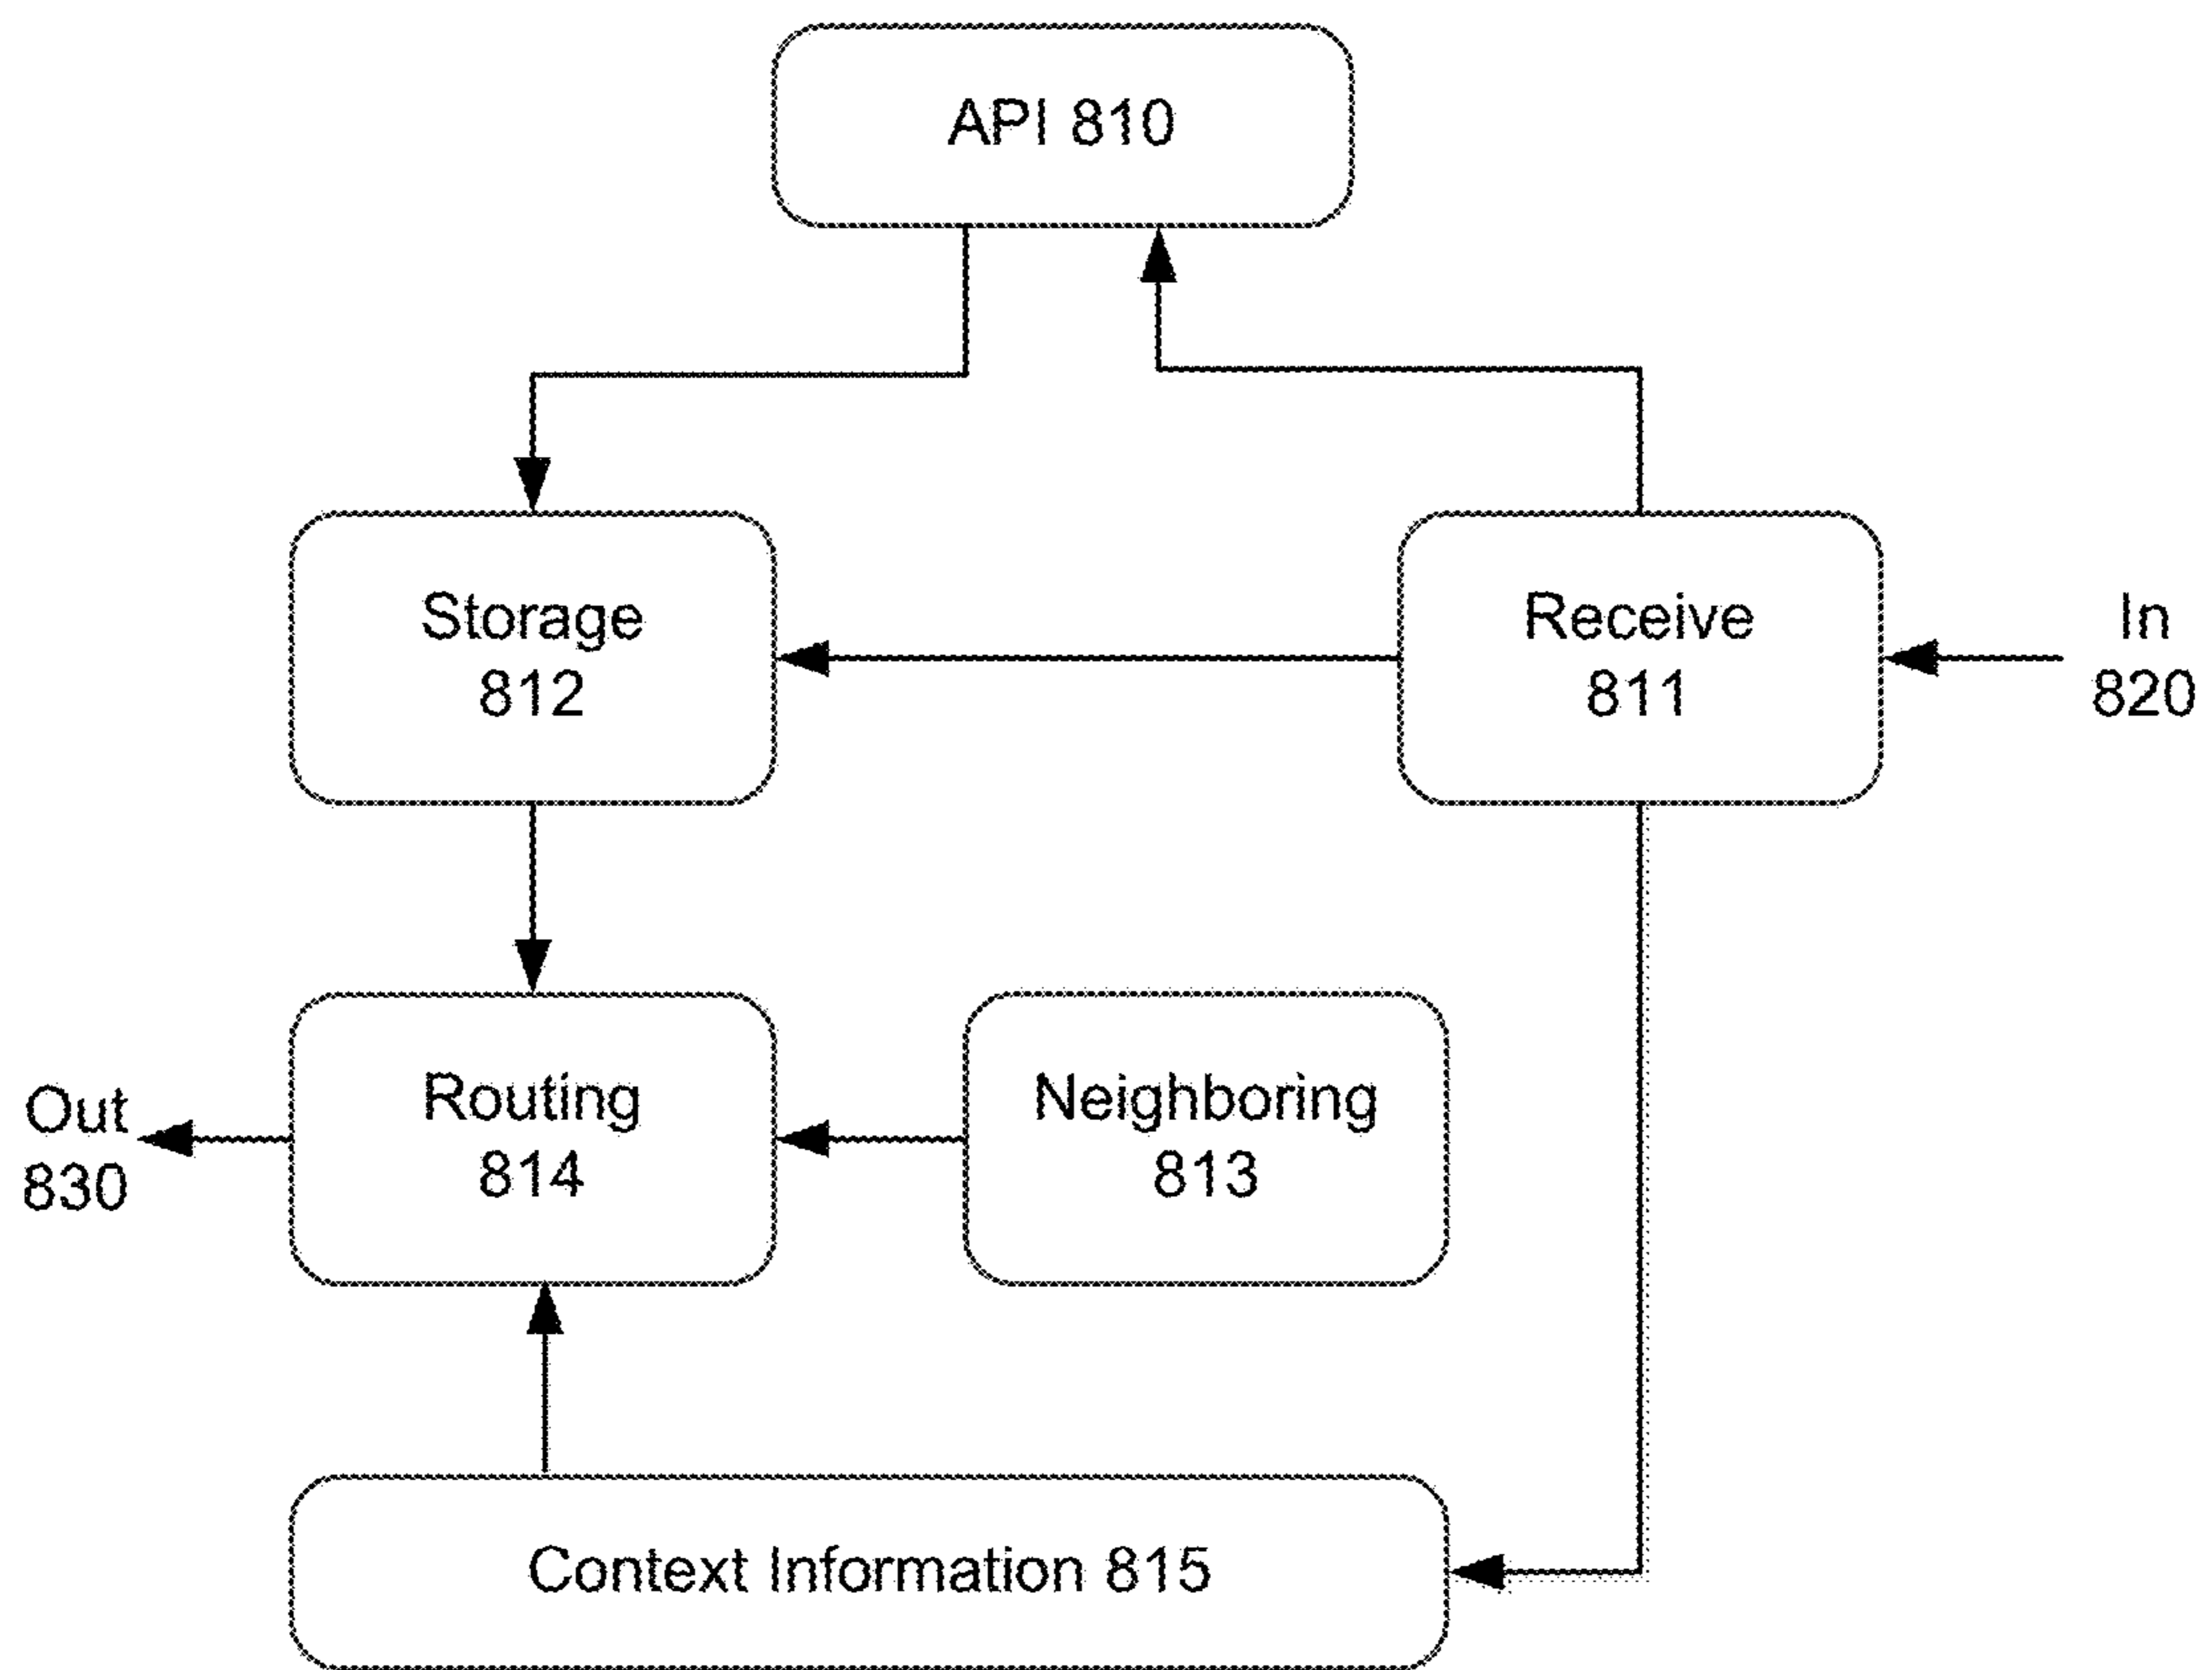 API 810
Storage
812
Receive
811
In
820
Out
830
Routing
814
Neighboring
813
Context Information 815